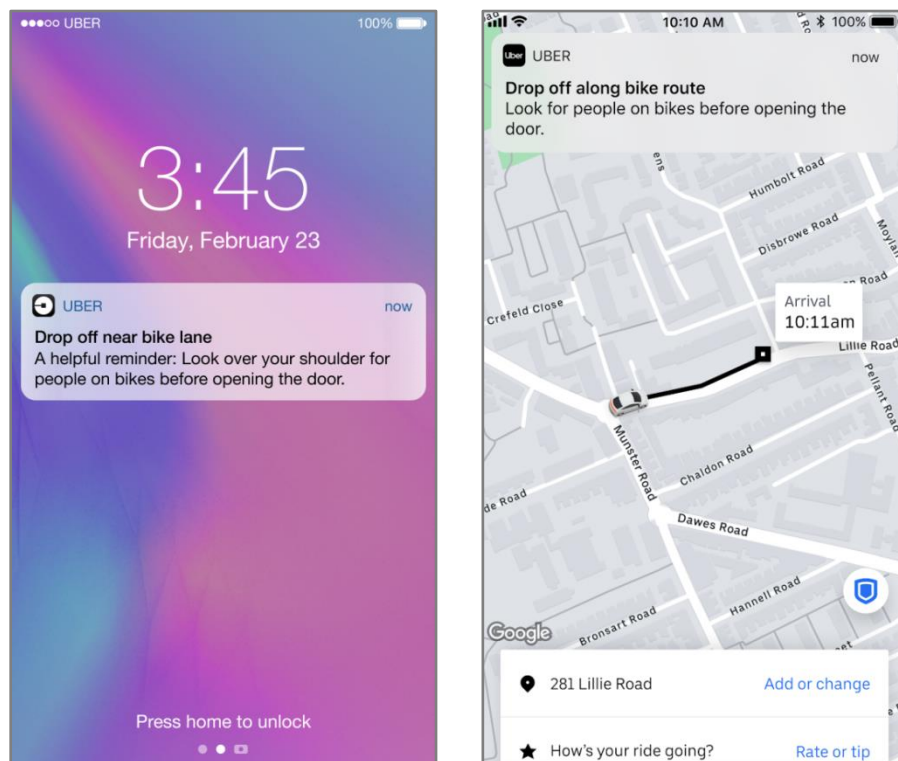 UBER
100%
3:45
Friday, February 23
UBER
now
Drop off near bike lane
A helpful reminder: Look over your shoulder for
people on bikes before opening the door.
Press home to unlock
10:10 AM
100%
Uber
UBER
now
Drop off along bike route
Look for people on bikes before opening the
door.
Humbolt Road
Disbrowe Road
Road
Crefeld Close
Arrival
10:11am
Lillie Road
Pellant Road
Munster Road
Chaldon Road
de Road
Dawes Road
Hannell Road
Bronsart Road
Google
281 Lillie Road
Add or change
How's your ride going?
Rate or tip